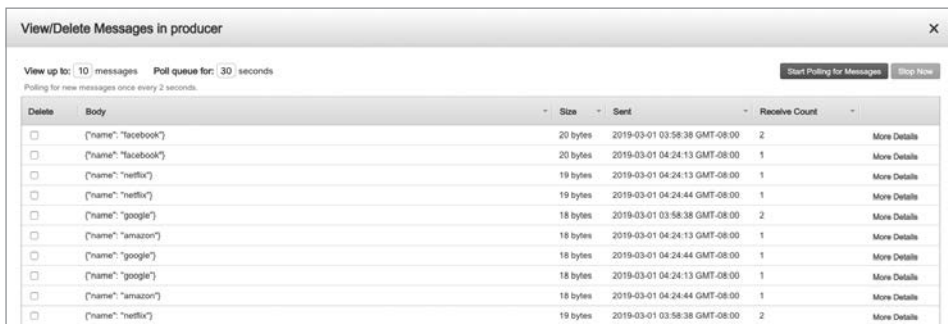 View/Delete Messages in producer ×
View up to: 10 messages Poll queue for: 30 seconds Start Polling for Messages Stop Now
Polling for new messages once every 2 seconds.
Delete Body Size Sent Receive Count
{"name": "facebook"} 20 bytes 2019-03-01 03:58:38 GMT-08:00 2 More Details
{"name": "facebook"} 20 bytes 2019-03-01 04:24:13 GMT-08:00 1 More Details
{"name": "netflix"} 19 bytes 2019-03-01 04:24:13 GMT-08:00 1 More Details
{"name": "netflix"} 19 bytes 2019-03-01 04:24:44 GMT-08:00 1 More Details
{"name": "google"} 18 bytes 2019-03-01 03:58:38 GMT-08:00 2 More Details
{"name": "amazon"} 18 bytes 2019-03-01 04:24:13 GMT-08:00 1 More Details
{"name": "google"} 18 bytes 2019-03-01 04:24:44 GMT-08:00 1 More Details
{"name": "google"} 18 bytes 2019-03-01 04:24:13 GMT-08:00 1 More Details
{"name": "amazon"} 18 bytes 2019-03-01 04:24:44 GMT-08:00 1 More Details
{"name": "netflix"} 19 bytes 2019-03-01 03:58:38 GMT-08:00 2 More Details